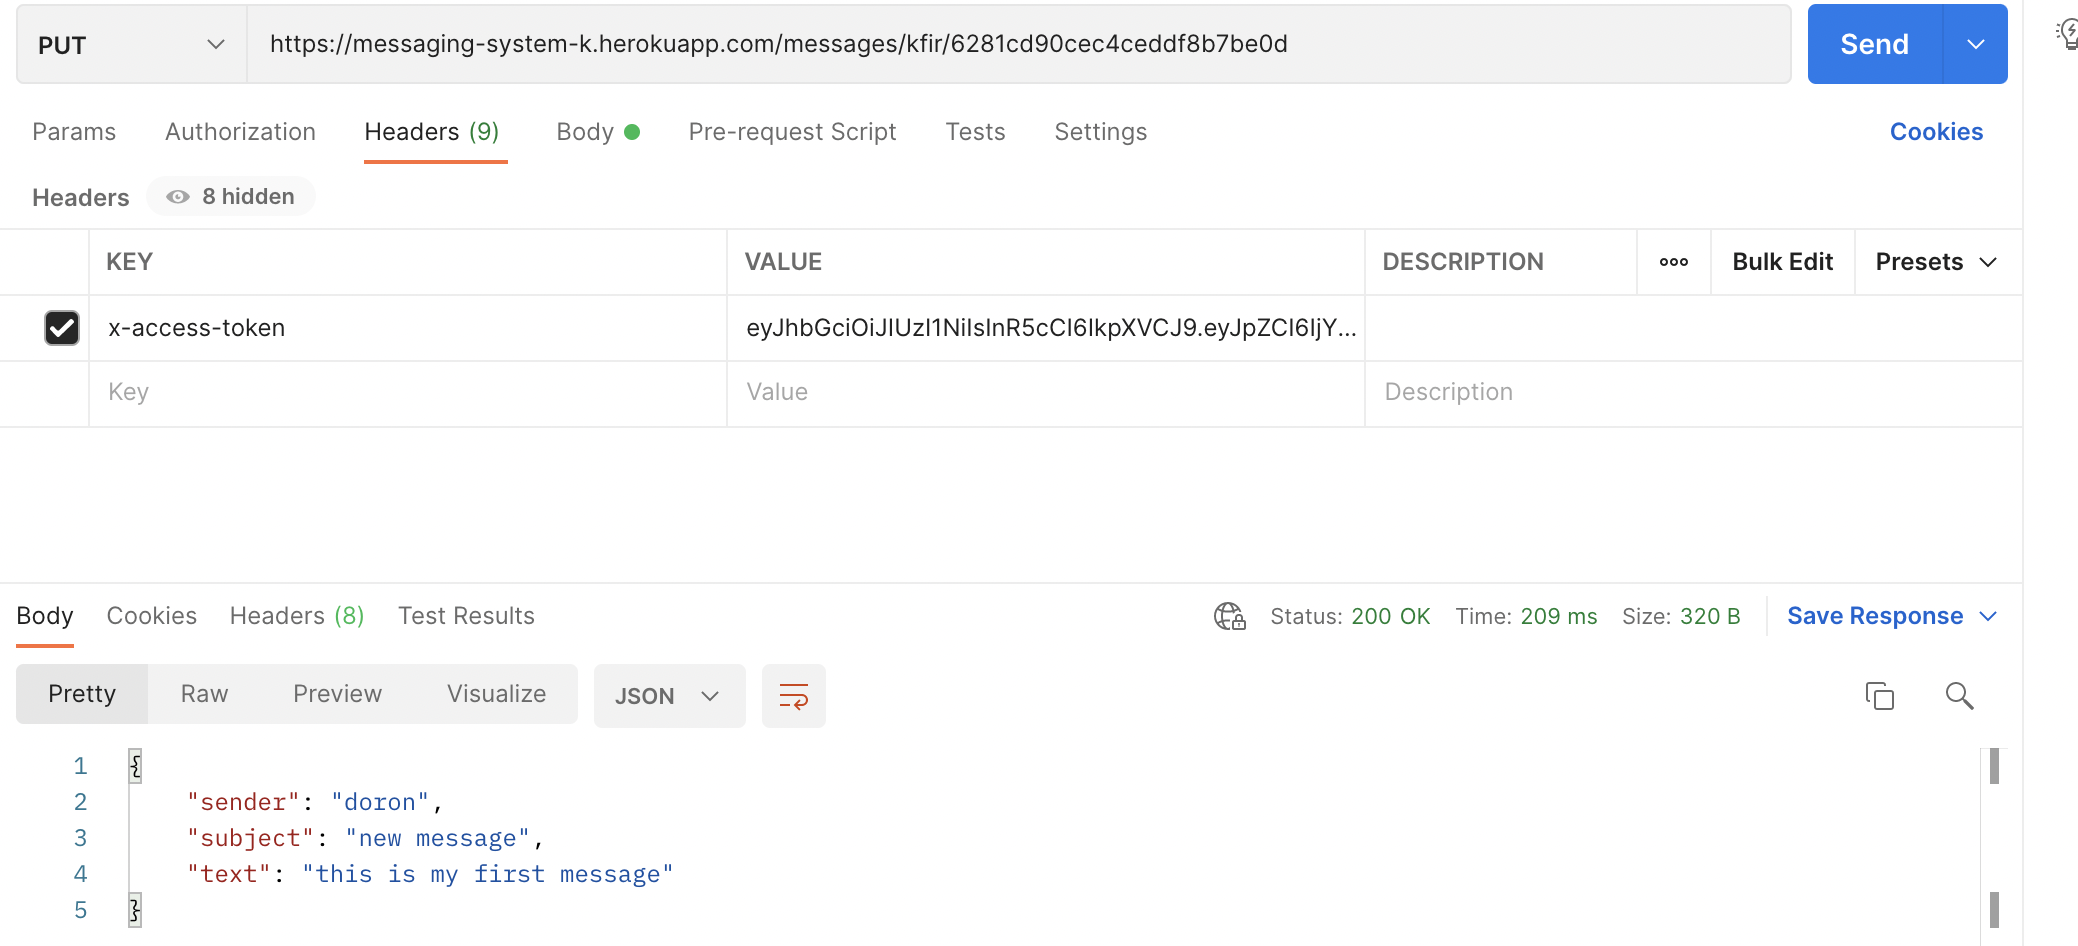 PUT https://messaging-system-k.herokuapp.com/messages/kfir/6281cd90cec4ceddf8b7be0d Send
Params Authorization Headers (9) Body Pre-request Script Tests Settings Cookies
Headers 8 hidden
KEY VALUE DESCRIPTION ooo Bulk Edit Presets
x-access-token eyJhbGciOiJIUzI1NiIsInR5cCI6IkpXVCJ9.eyJpZCI6IjY...
Key Value Description
Body Cookies Headers (8) Test Results Status: 200 OK Time: 209 ms Size: 320 B Save Response
Pretty Raw Preview Visualize JSON
1 {
2 "sender": "doron",
3 "subject": "new message",
4 "text": "this is my first message"
5 }